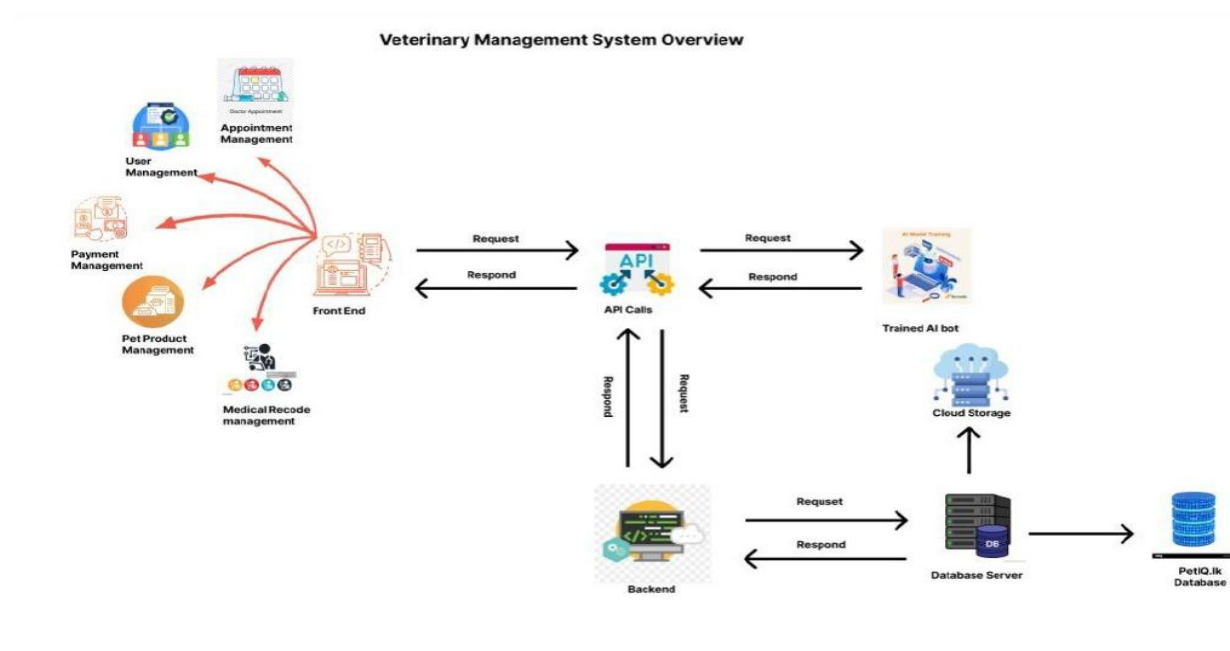 Veterinary Management System Overview
Doctor Appointment
Appointment
Management
User
Management
Payment
Management
Pet Product
Management
Medical Recode
management
Front End
Request
Respond
API
API Calls
Request
Respond
AI Model Training
Trained AI bot
Cloud Storage
Respond
Request
Backend
Requset
Respond
DB
Database Server
PetIQ.lk
Database